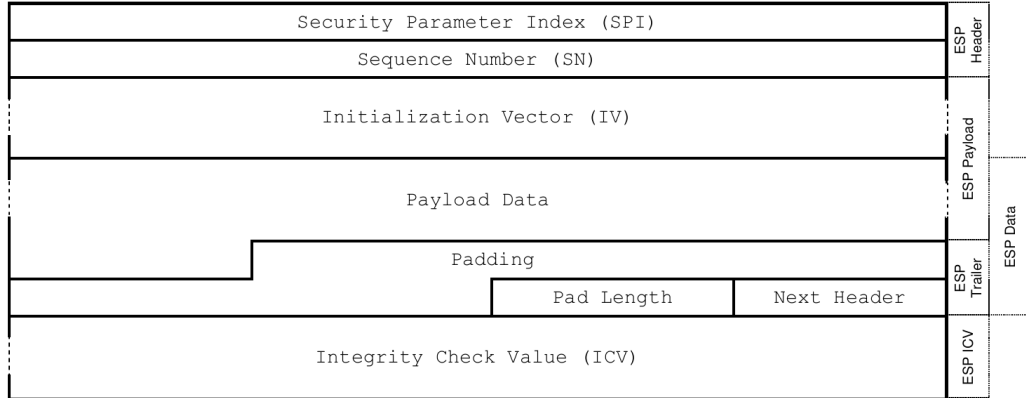 Security Parameter Index (SPI)
ESP
Header
Sequence Number (SN)
Initialization Vector (IV)
ESP Payload
Payload Data
ESP Data
Padding
ESP
Trailer
Pad Length
Next Header
Integrity Check Value (ICV)
ESP ICV